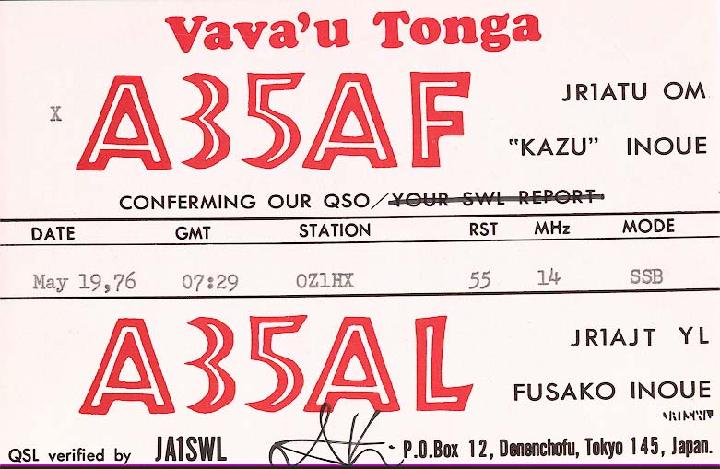 Vava'u Tonga
X A35AF JR1ATU OM
"KAZU" INOUE
CONFERMING OUR QSO/YOUR SWL REPORT
DATE GMT STATION RST MHz MODE
May 19,76 07:29 OZ1HX 55 14 SSB
A35AL JR1AJT YL
FUSAKO INOUE
QSL verified by JA1SWL P.O.Box 12, Denenchofu, Tokyo 145, Japan.